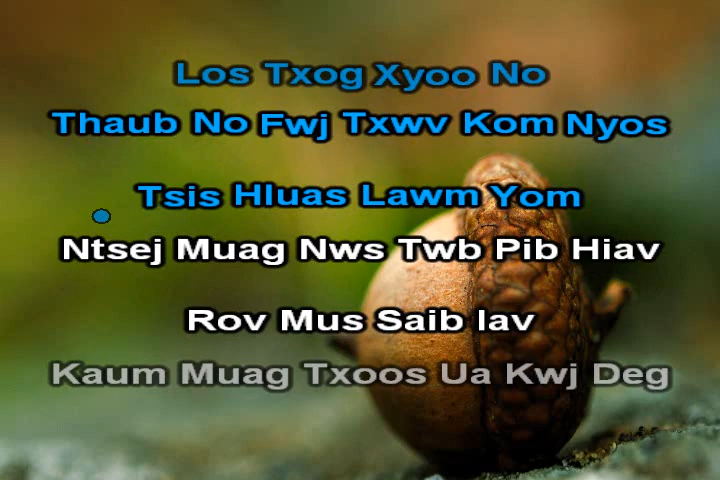 Los Txog Xyoo No
Thaub No Fwj Txwv Kom Nyos
Tsis Hluas Lawm Yom
Ntsej Muag Nws Twb Pib Hiav
Rov Mus Saib Iav
Kaum Muag Txoos Ua Kwj Deg